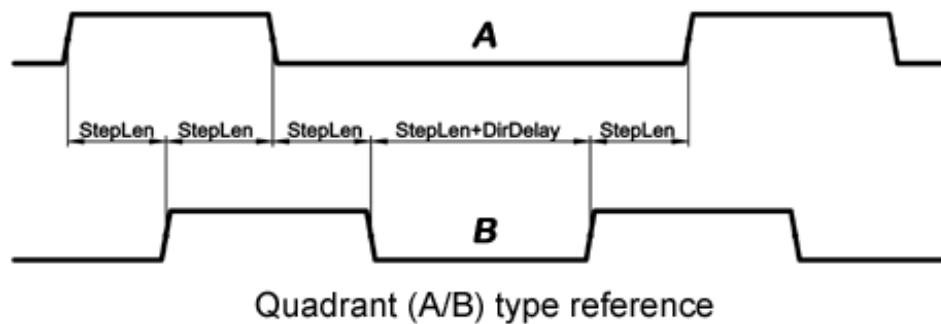 A
StepLen StepLen StepLen StepLen+DirDelay StepLen
B
Quadrant (A/B) type reference